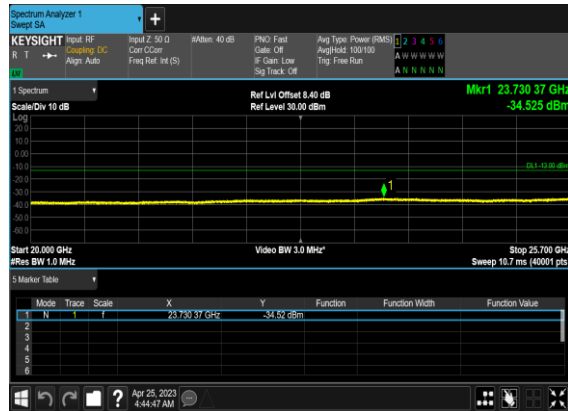 Spectrum Analyzer 1
Swept SA
+
KEYSIGHT Input: RF Input Z: 50 Ω #Atten: 40 dB PNO: Fast Avg Type: Power (RMS) 1 2 3 4 5 6
R T Coupling: DC Corr CCorr Gate: Off Avg|Hold: 100/100 A W W W W W
Align: Auto Freq Ref: Int (S) IF Gain: Low Trig: Free Run
Sig Track: Off A N N N N N
1 Spectrum Ref Lvl Offset 8.40 dB Mkr1 23.730 37 GHz
Scale/Div 10 dB Ref Level 30.00 dBm -34.525 dBm
Log
20.0
10.0
0.00
-10.0 DL1 -13.00 dBm
-20.0
-30.0 1
-40.0
-50.0
-60.0
Start 20.000 GHz Video BW 3.0 MHz* Stop 25.700 GHz
#Res BW 1.0 MHz Sweep 10.7 ms (40001 pts)
5 Marker Table
Mode Trace Scale X Y Function Function Width Function Value
1 N 1 f 23.730 37 GHz -34.52 dBm
2
3
4
5
6
? Apr 25, 2023
4:44:47 AM